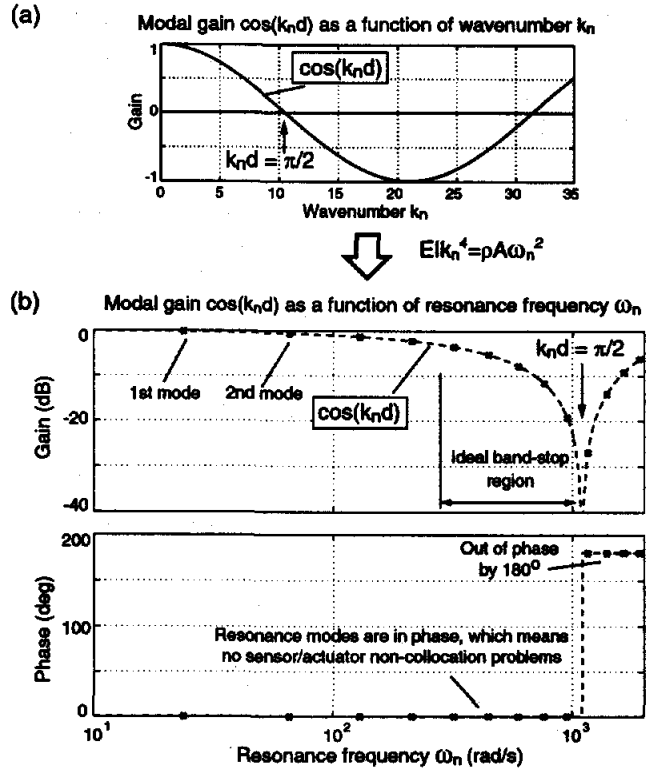 (a)
Modal gain cos(kₙd) as a function of wavenumber kₙ
1
0
-1
Gain
cos(kₙd)
kₙd = π/2
0 5 10 15 20 25 30 35
Wavenumber kₙ
EIkₙ⁴=ρAωₙ²
(b)
Modal gain cos(kₙd) as a function of resonance frequency ωₙ
0
-20
-40
Gain (dB)
1st mode
2nd mode
cos(kₙd)
kₙd = π/2
Ideal band-stop
region
200
100
0
Phase (deg)
Out of phase
by 180⁰
Resonance modes are in phase, which means
no sensor/actuator non-collocation problems
10¹ 10² 10³
Resonance frequency ωₙ (rad/s)